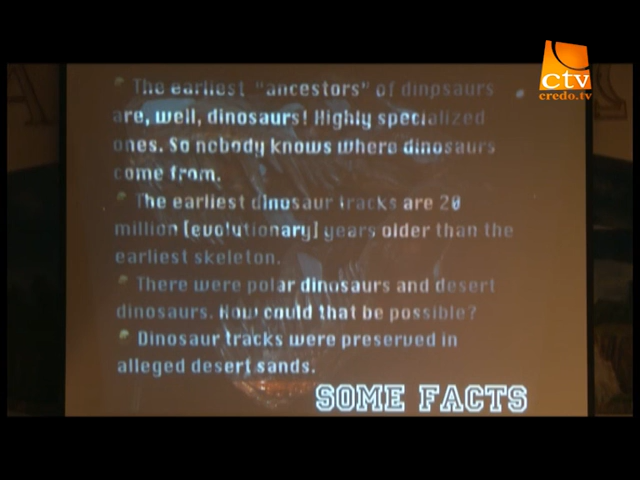 ctv
credo.tv
The earliest "ancestors" of dinosaurs
are, well, dinosaurs! Highly specialized
ones. So nobody knows where dinosaurs
come from.
The earliest dinosaur tracks are 20
million [evolutionary] years older than the
earliest skeleton.
There were polar dinosaurs and desert
dinosaurs. How could that be possible?
Dinosaur tracks were preserved in
alleged desert sands.
SOME FACTS